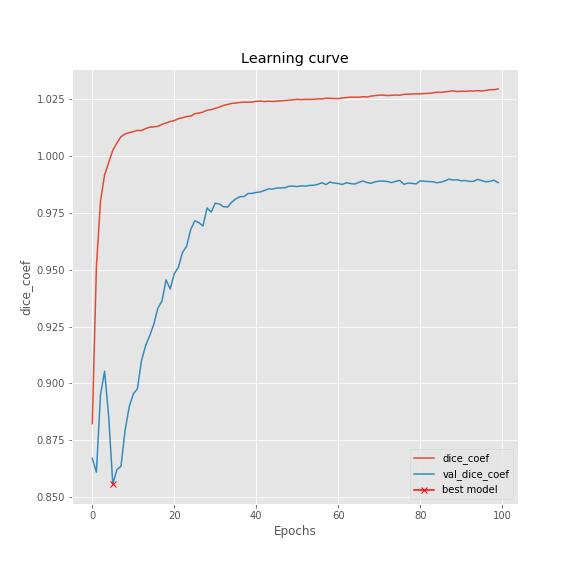 Learning curve
1.025
1.000
0.975
0.950
0.925
0.900
0.875
0.850
dice_coef
0
20
40
60
80
100
Epochs
dice_coef
val_dice_coef
best model